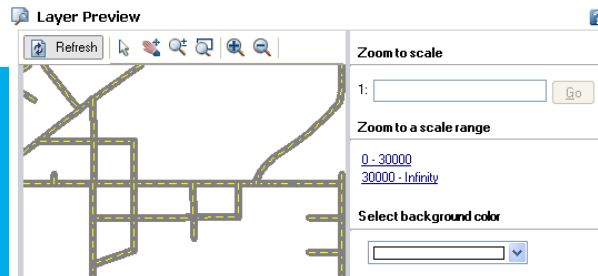 Layer Preview
Refresh
Zoom to scale
1:
Go
Zoom to a scale range
0 - 30000
30000 - Infinity
Select background color